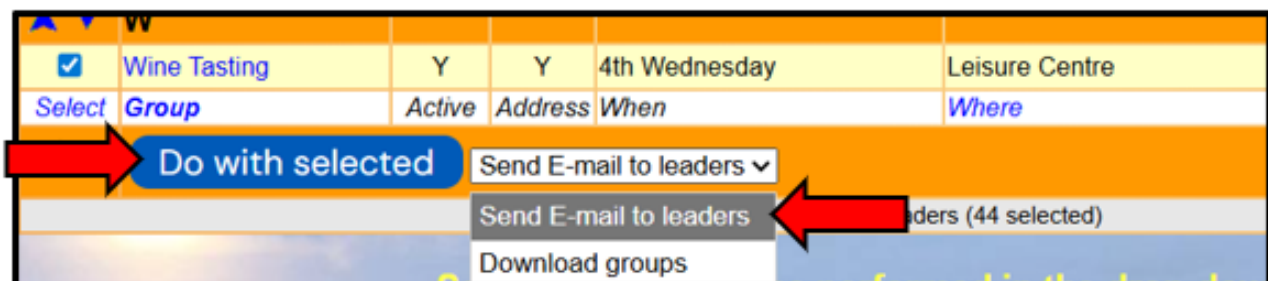 W
Wine Tasting Y Y 4th Wednesday Leisure Centre
Select Group Active Address When Where
Do with selected Send E-mail to leaders
Send E-mail to leaders (44 selected)
Download groups